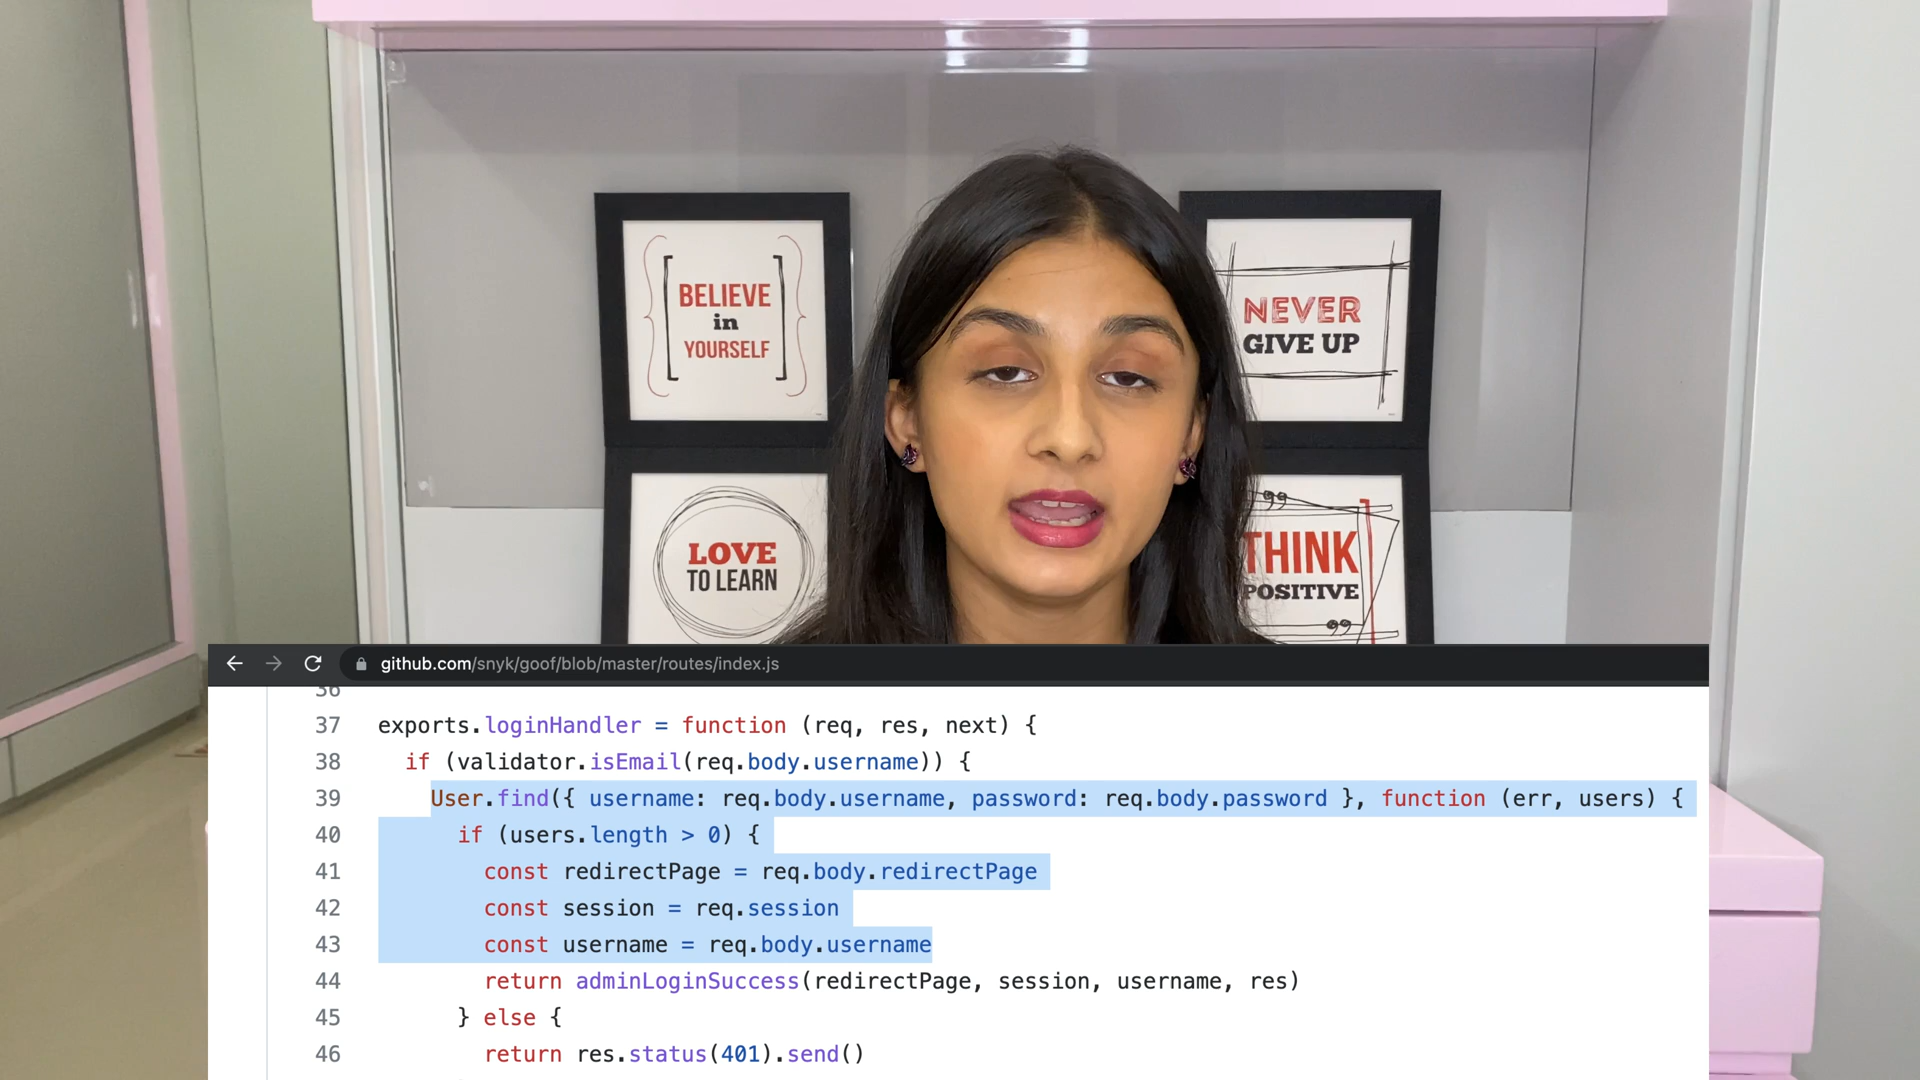 BELIEVE
in
YOURSELF
NEVER
GIVE UP
LOVE
TO LEARN
THINK
POSITIVE
github.com/snyk/goof/blob/master/routes/index.js
36
37 exports.loginHandler = function (req, res, next) {
38 if (validator.isEmail(req.body.username)) {
39 User.find({ username: req.body.username, password: req.body.password }, function (err, users) {
40 if (users.length > 0) {
41 const redirectPage = req.body.redirectPage
42 const session = req.session
43 const username = req.body.username
44 return adminLoginSuccess(redirectPage, session, username, res)
45 } else {
46 return res.status(401).send()